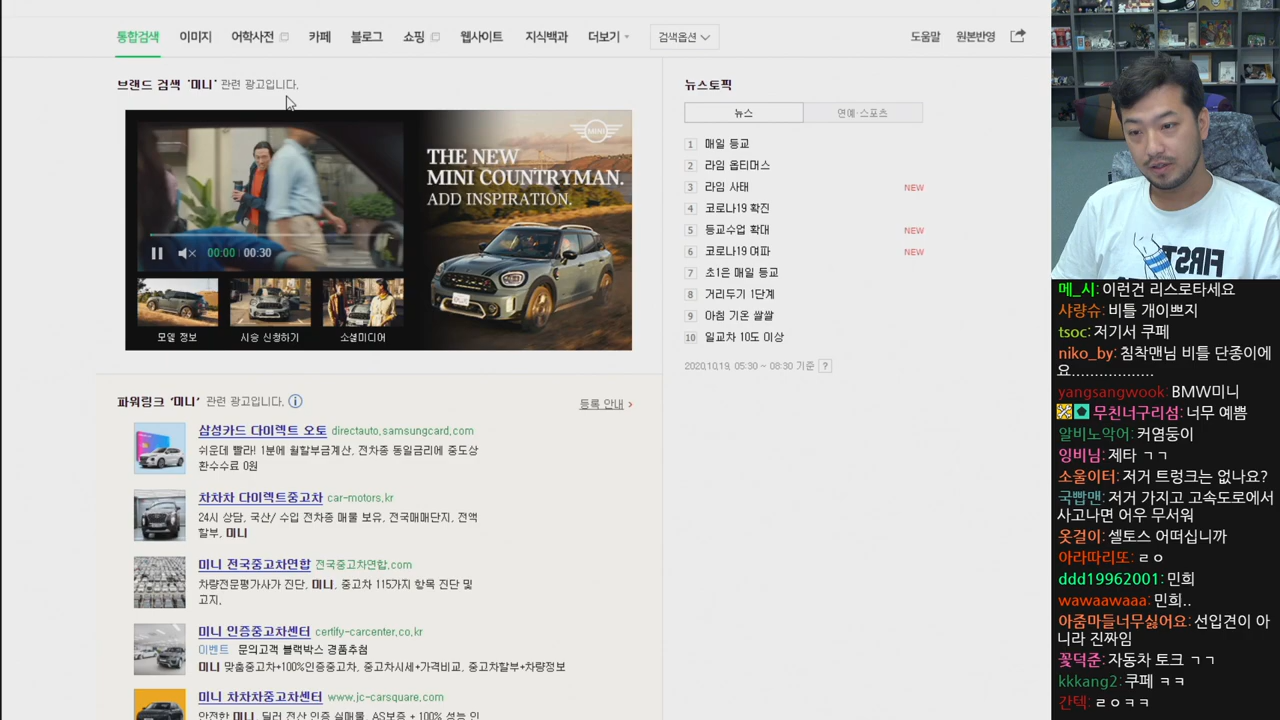 통합검색 이미지 어학사전 카페 블로그 쇼핑 웹사이트 지식백과 더보기 검색옵션 도움말 원본반영
브랜드 검색 '미니' 관련 광고입니다.
MINI
THE NEW
MINI COUNTRYMAN.
ADD INSPIRATION.
00:00 00:30
모델 정보 시승 신청하기 소셜미디어
파워링크 '미니' 관련 광고입니다. 등록 안내
삼성카드 다이렉트 오토 directauto.samsungcard.com
쉬운데 빨라! 1분에 월할부금계산, 전차종 동일금리에 중도상
환수수료 0원
차차차 다이렉트중고차 car-motors.kr
24시 상담, 국산/ 수입 전차종 매물 보유, 전국매매단지, 전액
할부, 미니
미니 전국중고차연합 전국중고차연합.com
차량전문평가사가 진단, 미니, 중고차 115가지 항목 진단 및
고지.
미니 인증중고차센터 certify-carcenter.co.kr
이벤트 문의고객 블랙박스 경품추첨
미니 맞춤중고차+100%인증중고차, 중고차시세+가격비교, 중고차할부+차량정보
미니 차차차중고차센터 www.jc-carsquare.com
안전한 미니, 딜러 전산 인증 실매물, AS보증 + 100% 성능 인
뉴스토픽
뉴스 연예·스포츠
1 매일 등교
2 라임 옵티머스
3 라임 사태 NEW
4 코로나19 확진
5 등교수업 확대 NEW
6 코로나19 여파 NEW
7 초1은 매일 등교
8 거리두기 1단계
9 아침 기온 쌀쌀
10 일교차 10도 이상
2020.10.19. 05:30 ~ 08:30 기준 ?
FIRST
메_시: 이런건 리스로타세요
샤량슈: 비틀 개이쁘지
tsoc: 저기서 쿠페
niko_by: 침착맨님 비틀 단종이에
요..................
yangsangwook: BMW미니
무친너구리섬: 너무 예쁨
알비노악어: 커염둥이
잉비님: 제타 ㄱㄱ
소울이터: 저거 트렁크는 없나요?
국빱맨: 저거 가지고 고속도로에서
사고나면 어우 무서워
옷걸이: 셀토스 어떠십니까
아라따리또: ㄹㅇ
ddd19962001: 민희
wawaawaaa: 민희..
아줌마들너무싫어요: 선입견이 아
니라 진짜임
꽃덕준: 자동차 토크 ㄱㄱ
kkkang2: 쿠페 ㅋㅋ
간텍: ㄹㅇㅋㅋ